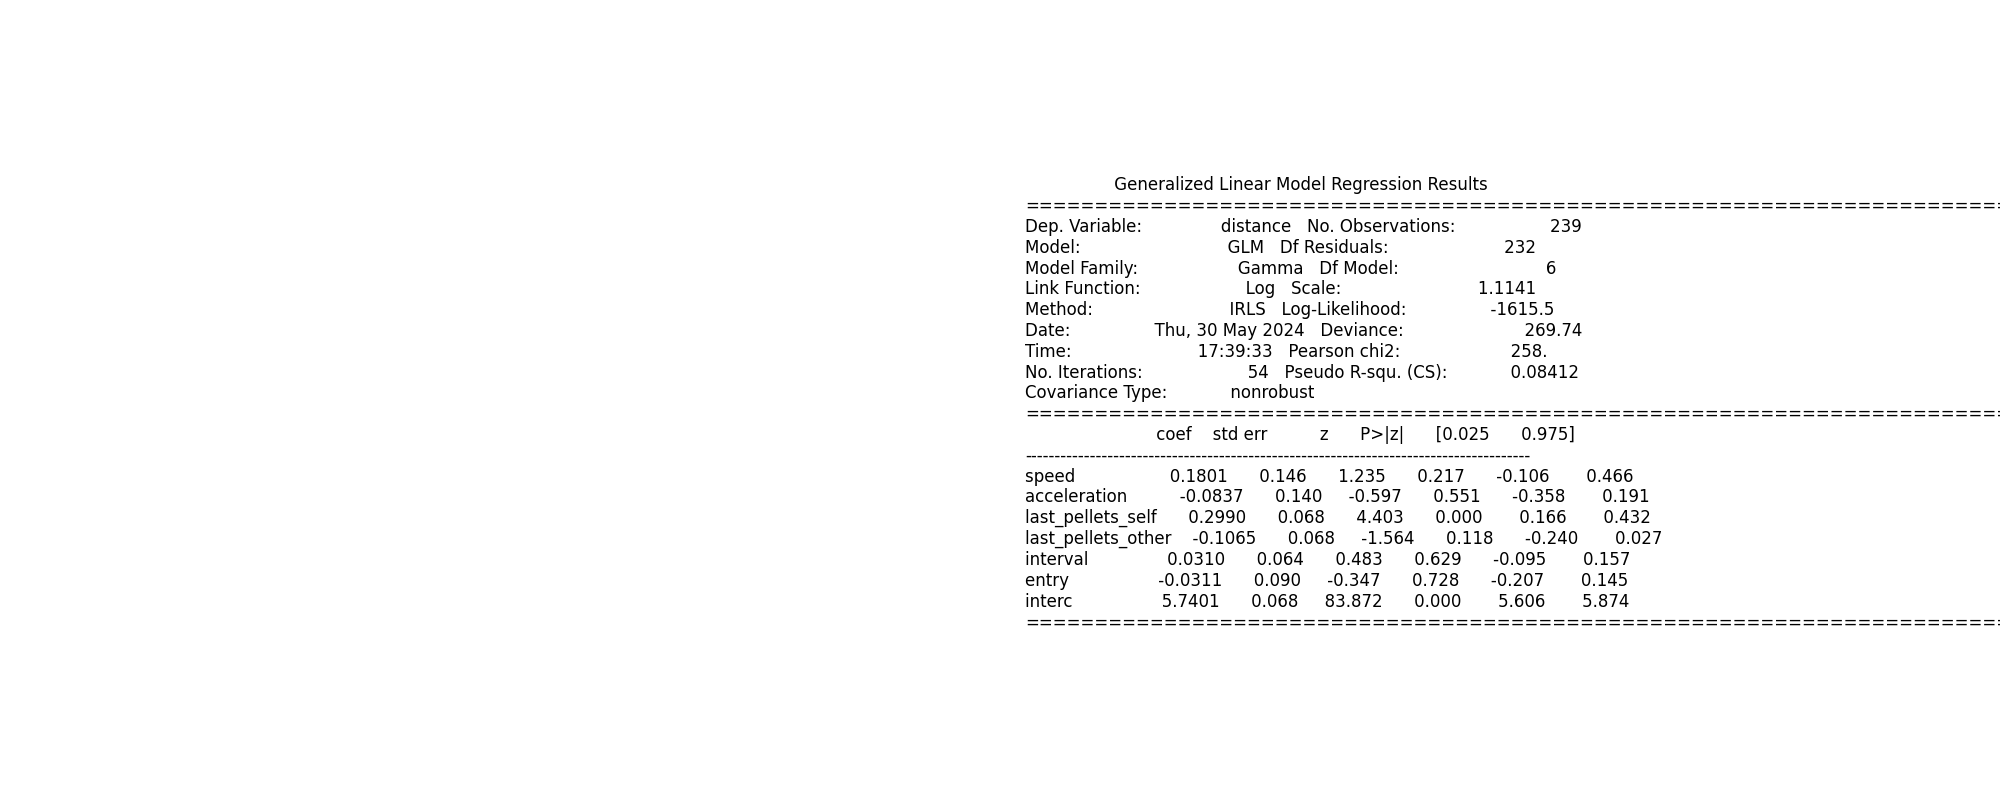 Generalized Linear Model Regression Results
==============================================================================
Dep. Variable: distance No. Observations: 239
Model: GLM Df Residuals: 232
Model Family: Gamma Df Model: 6
Link Function: Log Scale: 1.1141
Method: IRLS Log-Likelihood: -1615.5
Date: Thu, 30 May 2024 Deviance: 269.74
Time: 17:39:33 Pearson chi2: 258.
No. Iterations: 54 Pseudo R-squ. (CS): 0.08412
Covariance Type: nonrobust
==============================================================================
coef std err z P>|z| [0.025 0.975]
--------------------------------------------------------------------------------------
speed 0.1801 0.146 1.235 0.217 -0.106 0.466
acceleration -0.0837 0.140 -0.597 0.551 -0.358 0.191
last_pellets_self 0.2990 0.068 4.403 0.000 0.166 0.432
last_pellets_other -0.1065 0.068 -1.564 0.118 -0.240 0.027
interval 0.0310 0.064 0.483 0.629 -0.095 0.157
entry -0.0311 0.090 -0.347 0.728 -0.207 0.145
interc 5.7401 0.068 83.872 0.000 5.606 5.874
==============================================================================